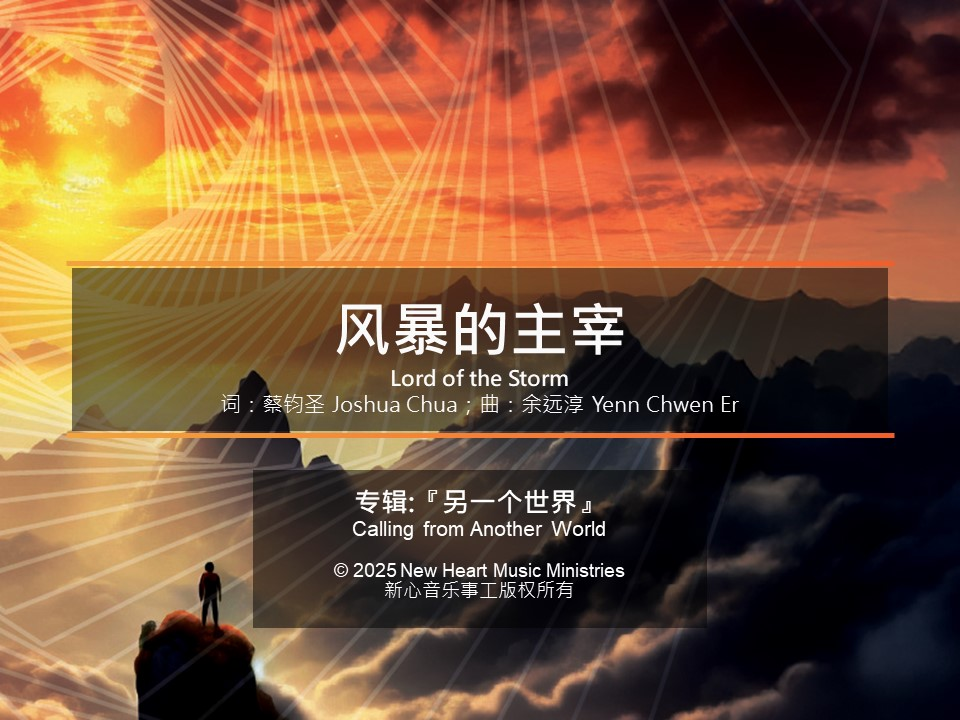 风暴的主宰
Lord of the Storm
词：蔡钧圣 Joshua Chua；曲：余远淳 Yenn Chwen Er
专辑:『另一个世界』
Calling from Another World
© 2025 New Heart Music Ministries
新心音乐事工版权所有